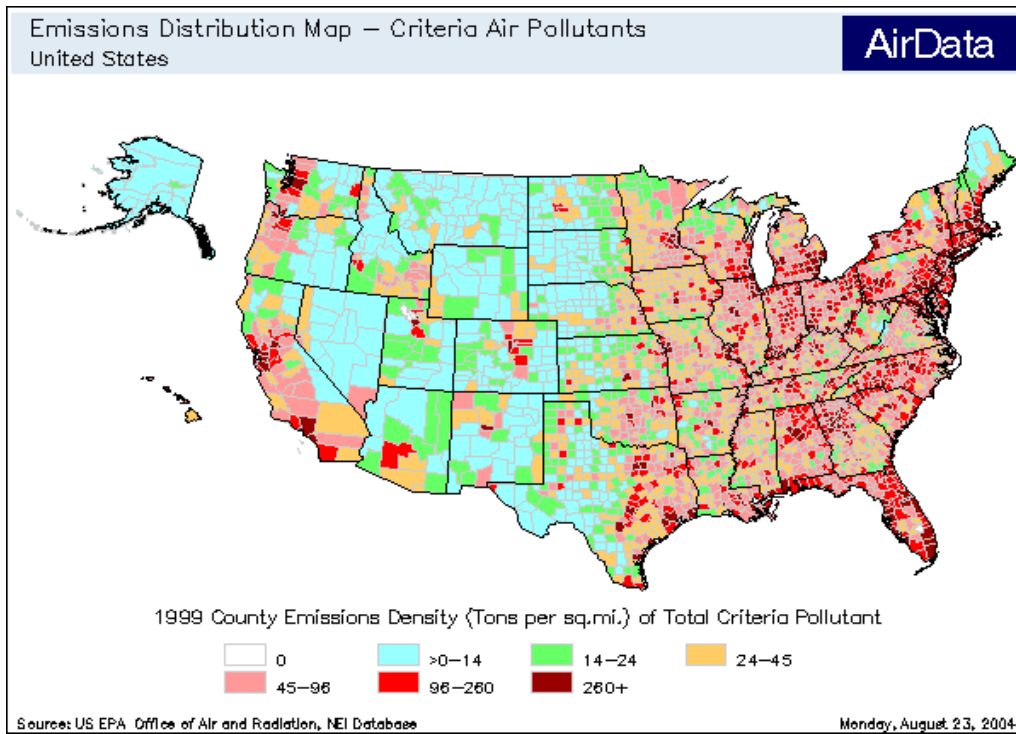 Emissions Distribution Map – Criteria Air Pollutants
United States
AirData
1999 County Emissions Density (Tons per sq.mi.) of Total Criteria Pollutant
0 >0–14 14–24 24–45
45–96 96–260 260+
Source: US EPA Office of Air and Radiation, NEI Database
Monday, August 23, 2004